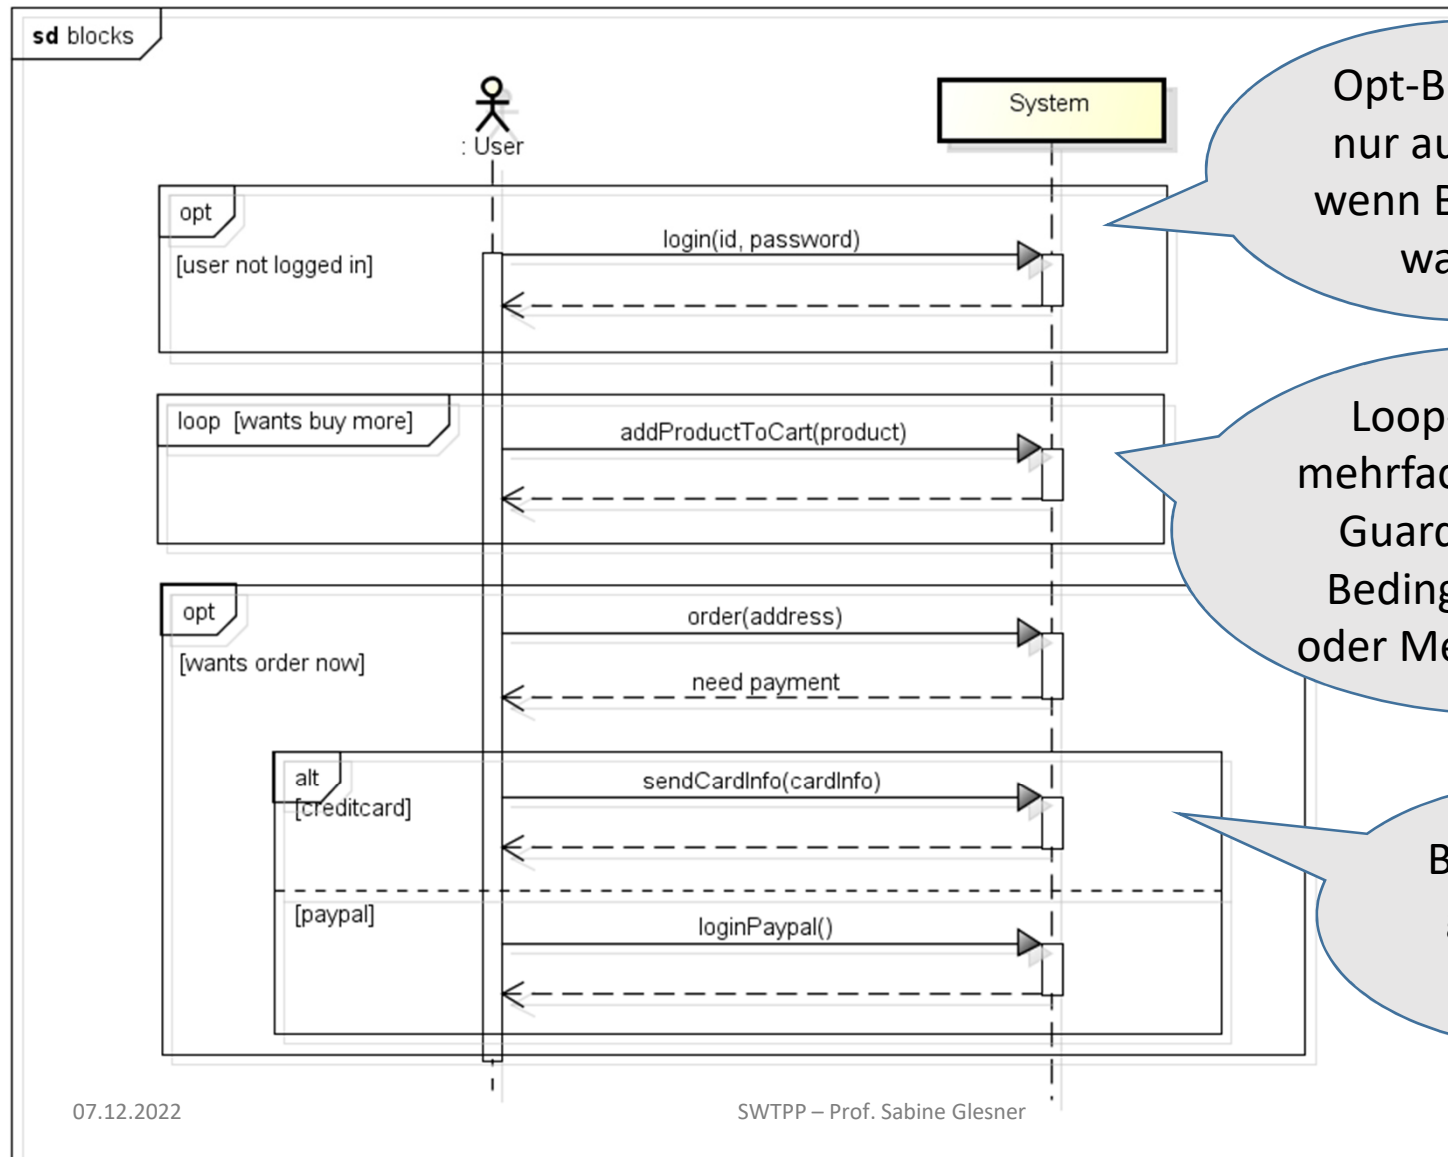 sd blocks
: User
System
opt
[user not logged in]
login(id, password)
loop [wants buy more]
addProductToCart(product)
opt
[wants order now]
order(address)
need payment
alt
[creditcard]
sendCardInfo(cardInfo)
[paypal]
loginPaypal()
Opt-B
nur au
wenn B
wa
Loop
mehrfac
Guard
Beding
oder Me
B
07.12.2022
SWTPP – Prof. Sabine Glesner